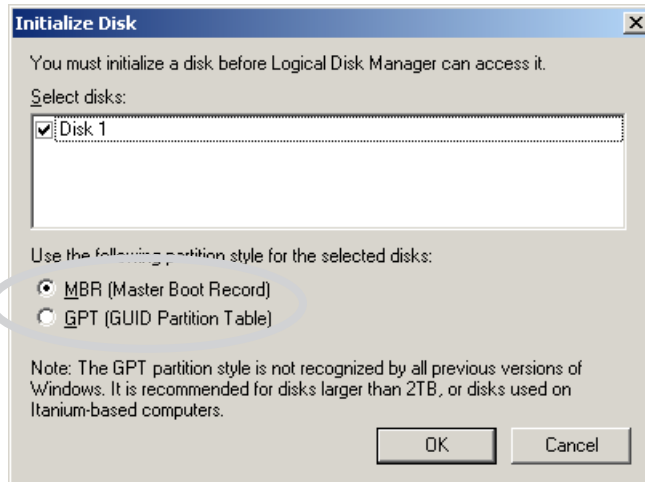 Initialize Disk
You must initialize a disk before Logical Disk Manager can access it.
Select disks:
Disk 1
Use the following partition style for the selected disks:
MBR (Master Boot Record)
GPT (GUID Partition Table)
Note: The GPT partition style is not recognized by all previous versions of
Windows. It is recommended for disks larger than 2TB, or disks used on
Itanium-based computers.
OK Cancel